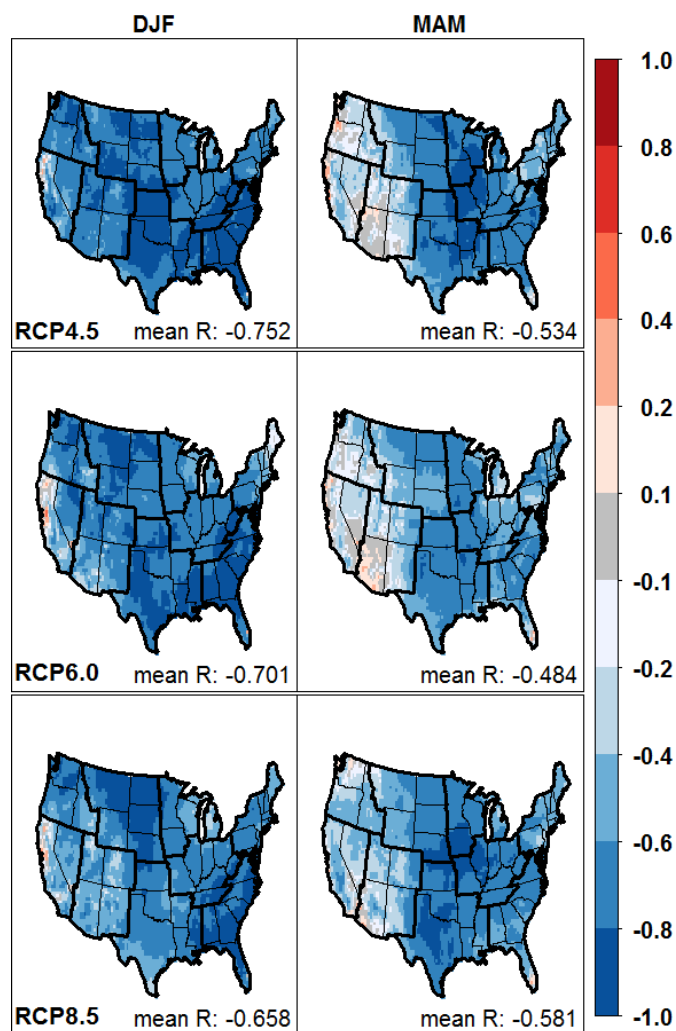 DJF
MAM
RCP4.5
mean R: -0.752
mean R: -0.534
RCP6.0
mean R: -0.701
mean R: -0.484
RCP8.5
mean R: -0.658
mean R: -0.581
1.0
0.8
0.6
0.4
0.2
0.1
-0.1
-0.2
-0.4
-0.6
-0.8
-1.0